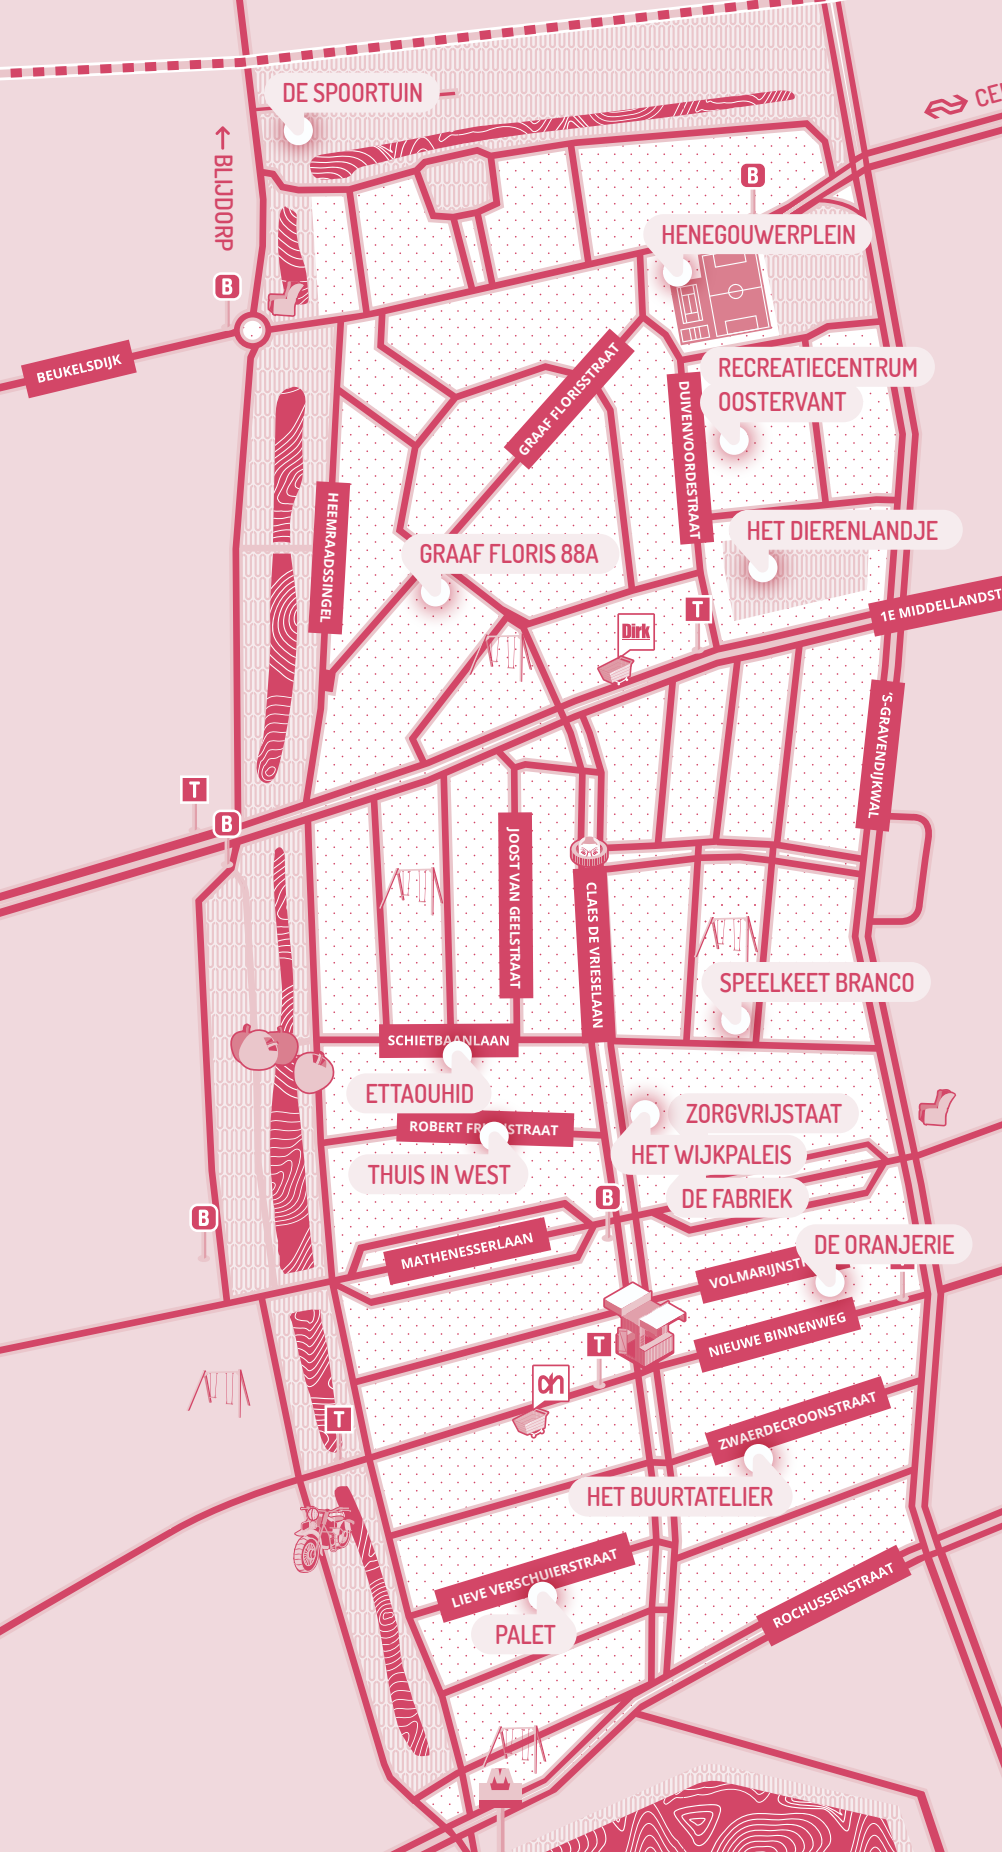 DE SPOORTUIN
CE
BLIJDORP
B
HENEGOUWERPLEIN
B
BEUKELSDIJK
GRAAF FLORISSTRAAT
RECREATIECENTRUM
OOSTERVANT
DUIVENVOORDESTRAAT
HEEMRAADSSINGEL
HET DIERENLANDJE
GRAAF FLORIS 88A
1E MIDDELLANDST
T
Dirk
'S-GRAVENDIJKWAL
T
B
JOOST VAN GEELSTRAAT
CLAES DE VRIESELAAN
SPEELKEET BRANCO
SCHIETBAANLAAN
ETTAOUHID
ZORGVRIJSTAAT
ROBERT FR STRAAT
HET WIJKPALEIS
THUIS IN WEST
DE FABRIEK
B
B
MATHENESSERLAAN
DE ORANJERIE
VOLMARIJNST
NIEUWE BINNENWEG
T
ah
T
ZWAERDECROONSTRAAT
HET BUURTATELIER
LIEVE VERSCHUIERSTRAAT
ROCHUSSENSTRAAT
PALET
M